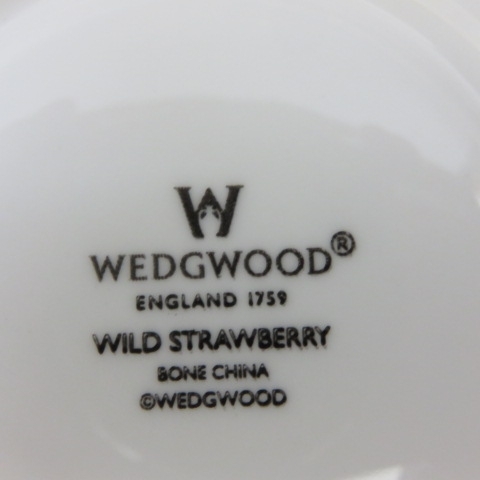 W
WEDGWOOD®
ENGLAND 1759
WILD STRAWBERRY
BONE CHINA
©WEDGWOOD